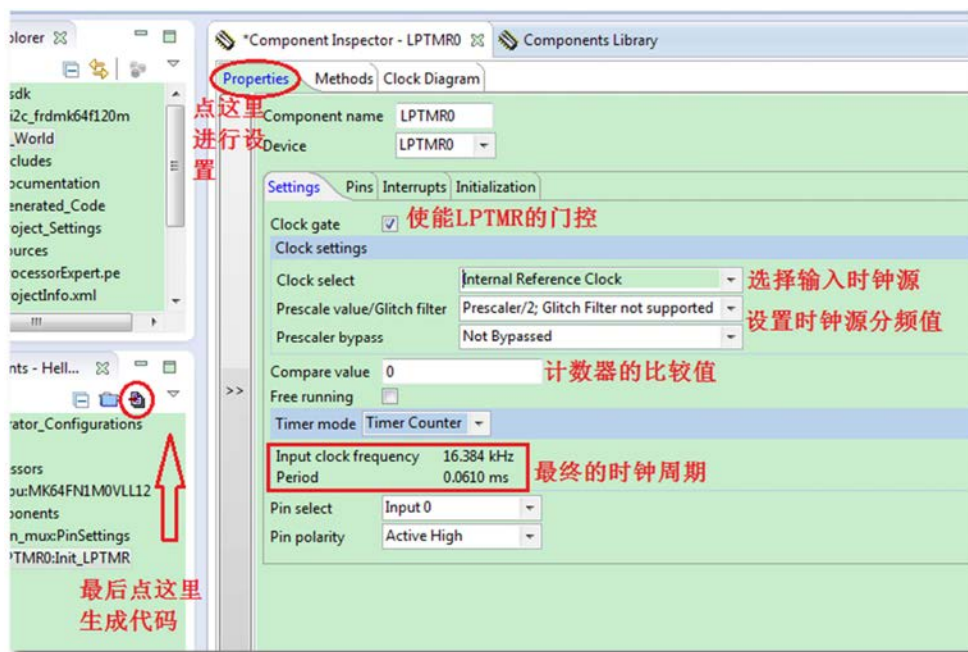 plorer
sdk
i2c_frdmk64f120m
_World
cludes
ocumentation
enerated_Code
oject_Settings
ources
ocessorExpert.pe
ojectInfo.xml
nts - Hell...
rator_Configurations
ssors
pu:MK64FN1M0VLL12
ponents
n_mux:PinSettings
PTMR0:Init_LPTMR
最后点这里
生成代码
*Component Inspector - LPTMR0
Components Library
Properties Methods Clock Diagram
点这里
进行设
置
Component name LPTMR0
Device LPTMR0
Settings Pins Interrupts Initialization
Clock gate 使能LPTMR的门控
Clock settings
Clock select Internal Reference Clock 选择输入时钟源
Prescale value/Glitch filter Prescaler/2; Glitch Filter not supported 设置时钟源分频值
Prescaler bypass Not Bypassed
Compare value 0 计数器的比较值
>>
Free running
Timer mode Timer Counter
Input clock frequency 16.384 kHz
Period 0.0610 ms
最终的时钟周期
Pin select Input 0
Pin polarity Active High